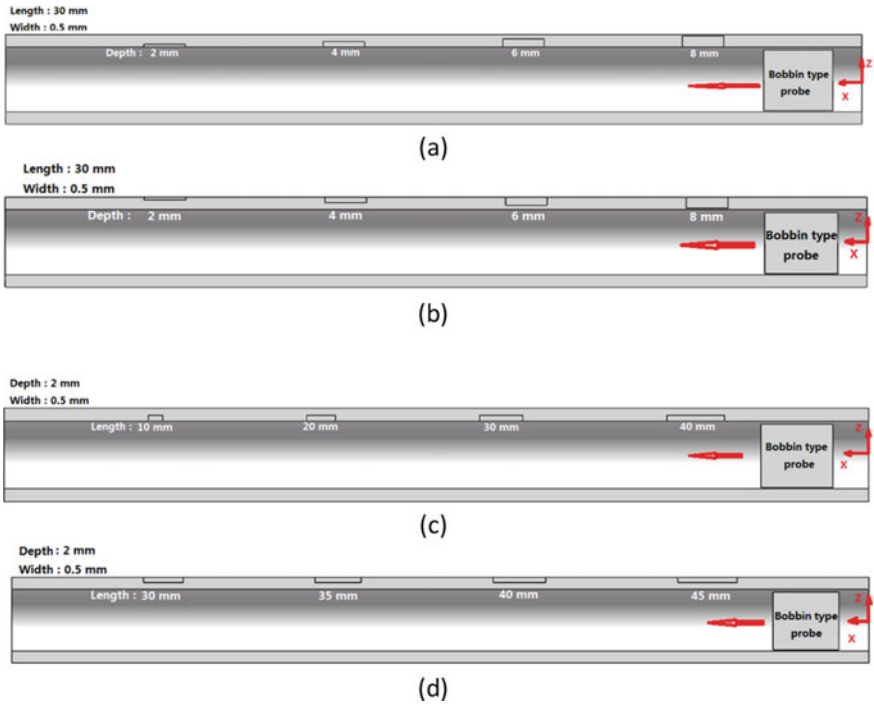 Length : 30 mm
Width : 0.5 mm
Depth : 2 mm 4 mm 6 mm 8 mm
Bobbin type
probe
Z
X
(a)
Length : 30 mm
Width : 0.5 mm
Depth : 2 mm 4 mm 6 mm 8 mm
Bobbin type
probe
Z
X
(b)
Depth : 2 mm
Width : 0.5 mm
Length : 10 mm 20 mm 30 mm 40 mm
Bobbin type
probe
Z
X
(c)
Depth : 2 mm
Width : 0.5 mm
Length : 30 mm 35 mm 40 mm 45 mm
Bobbin type
probe
Z
X
(d)